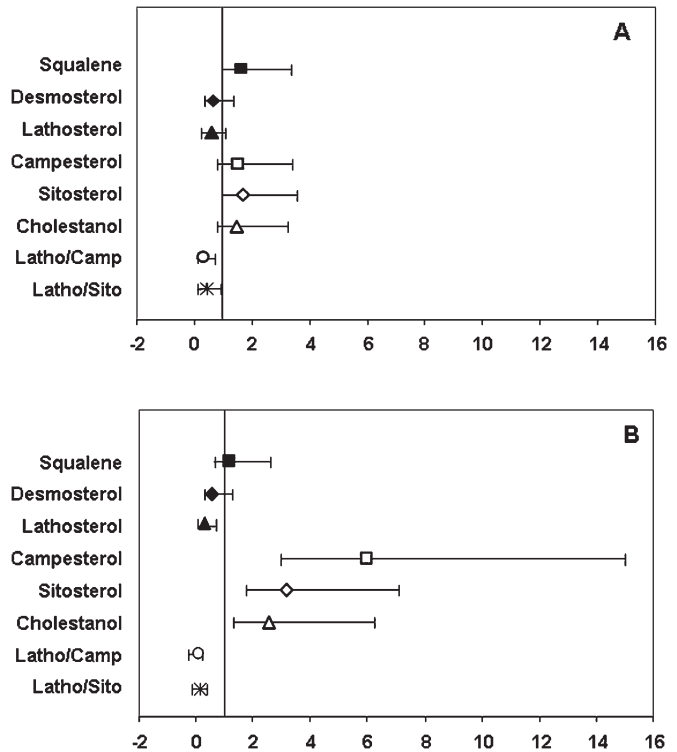 A
Squalene
Desmosterol
Lathosterol
Campesterol
Sitosterol
Cholestanol
Latho/Camp
Latho/Sito
-2 0 2 4 6 8 10 12 14 16
B
Squalene
Desmosterol
Lathosterol
Campesterol
Sitosterol
Cholestanol
Latho/Camp
Latho/Sito
-2 0 2 4 6 8 10 12 14 16